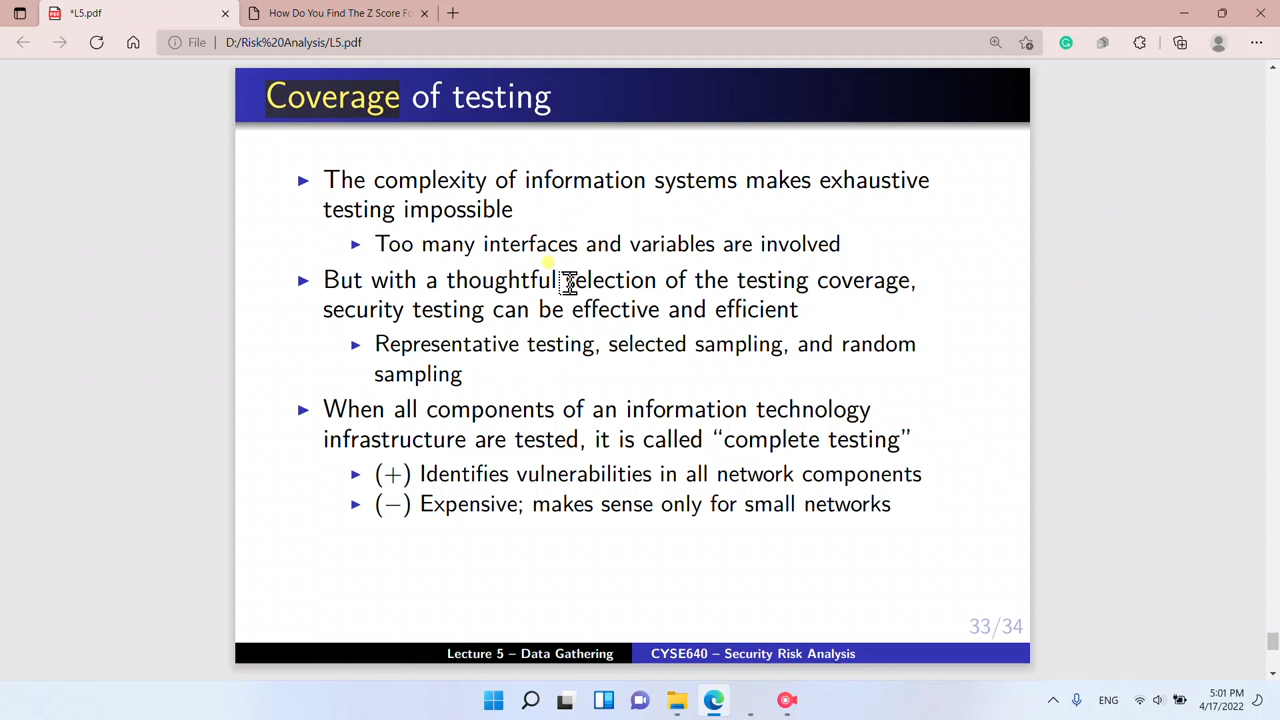 *L5.pdf
How Do You Find The Z Score Fo
File
D:/Risk%20Analysis/L5.pdf
Coverage of testing
The complexity of information systems makes exhaustive
testing impossible
Too many interfaces and variables are involved
But with a thoughtful selection of the testing coverage,
security testing can be effective and efficient
Representative testing, selected sampling, and random
sampling
When all components of an information technology
infrastructure are tested, it is called “complete testing”
(+) Identifies vulnerabilities in all network components
(−) Expensive; makes sense only for small networks
33/34
Lecture 5 – Data Gathering
CYSE640 – Security Risk Analysis
ENG
5:01 PM
4/17/2022